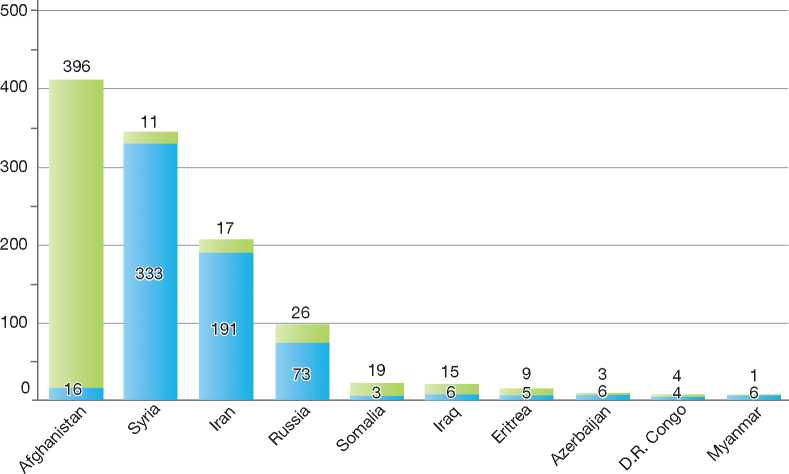 500
396
400
11
300
17
200
333
26
191
100
73
19
15
9
3
4
1
0
16
3
6
5
6
4
6
Afghanistan
Syria
Iran
Russia
Somalia
Iraq
Eritrea
Azerbaijan
D.R. Congo
Myanmar